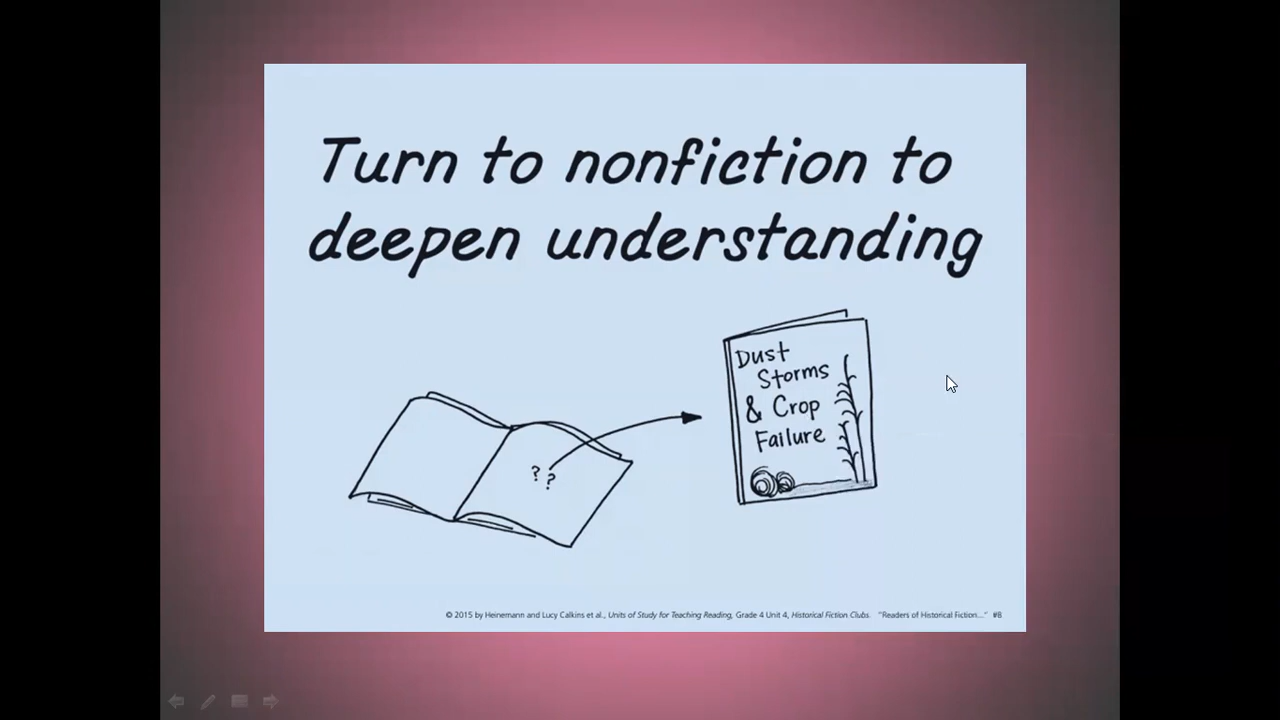 Turn to nonfiction to
deepen understanding
Dust
Storms
& Crop
Failure
? ?
© 2015 by Heinemann and Lucy Calkins et al., Units of Study for Teaching Reading, Grade 4 Unit 4, Historical Fiction Clubs. "Readers of Historical Fiction..." #8